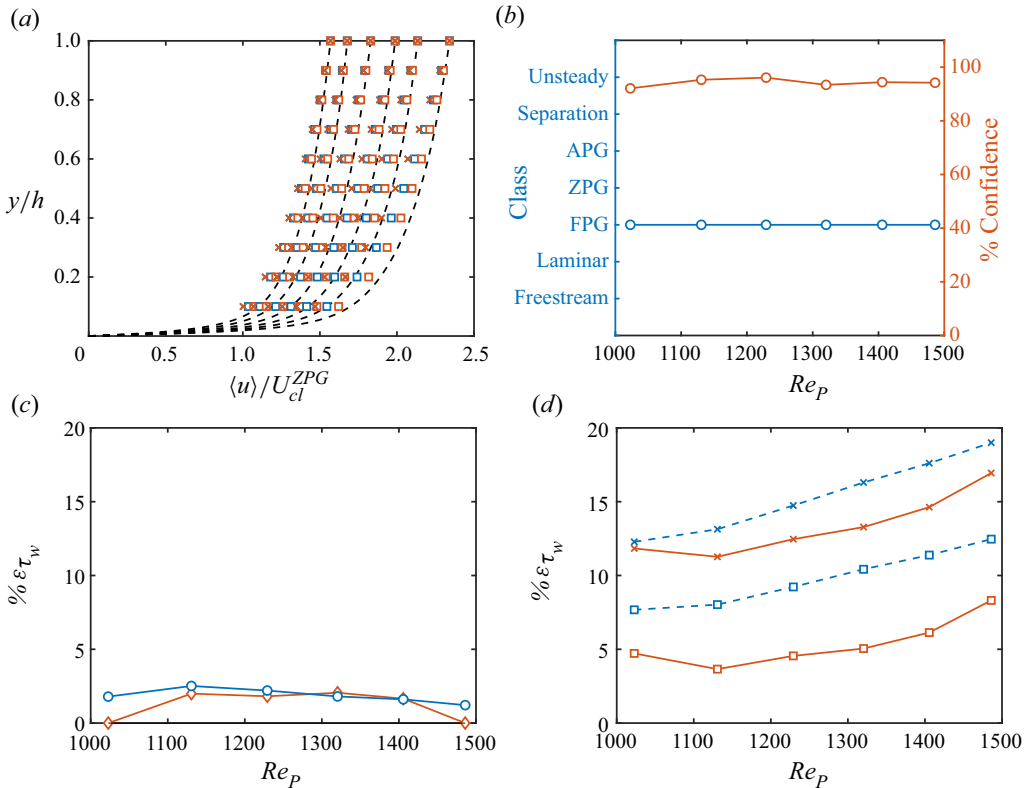 (a)
1.0
0.8
0.6
y/h
0.4
0.2
0 1.0 1.5 2.0 2.5
⟨u⟩/U_{cl}^{ZPG}
(b)
Class
Unsteady
Separation
APG
ZPG
FPG
Laminar
Freestream
100
80
60
40
20
0
% Confidence
1000 1100 1200 1300 1400 1500
Re_P
(c)
20
15
10
5
0
% ετ_w
1000 1100 1200 1300 1400 1500
Re_P
(d)
20
15
10
5
0
% ετ_w
1000 1100 1200 1300 1400 1500
Re_P